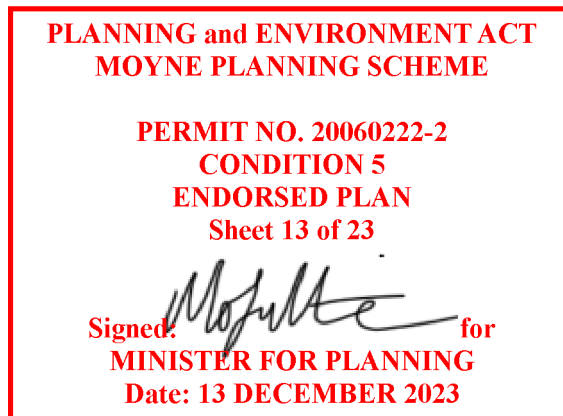 PLANNING and ENVIRONMENT ACT
MOYNE PLANNING SCHEME
PERMIT NO. 20060222-2
CONDITION 5
ENDORSED PLAN
Sheet 13 of 23
Signed: for
MINISTER FOR PLANNING
Date: 13 DECEMBER 2023